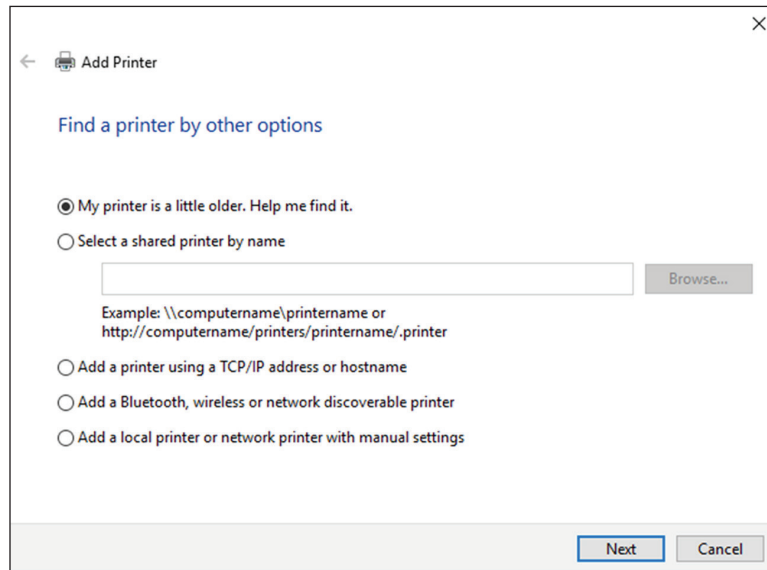 Add Printer
Find a printer by other options
My printer is a little older. Help me find it.
Select a shared printer by name
Browse...
Example: \\computername\printername or
http://computername/printers/printername/.printer
Add a printer using a TCP/IP address or hostname
Add a Bluetooth, wireless or network discoverable printer
Add a local printer or network printer with manual settings
Next Cancel